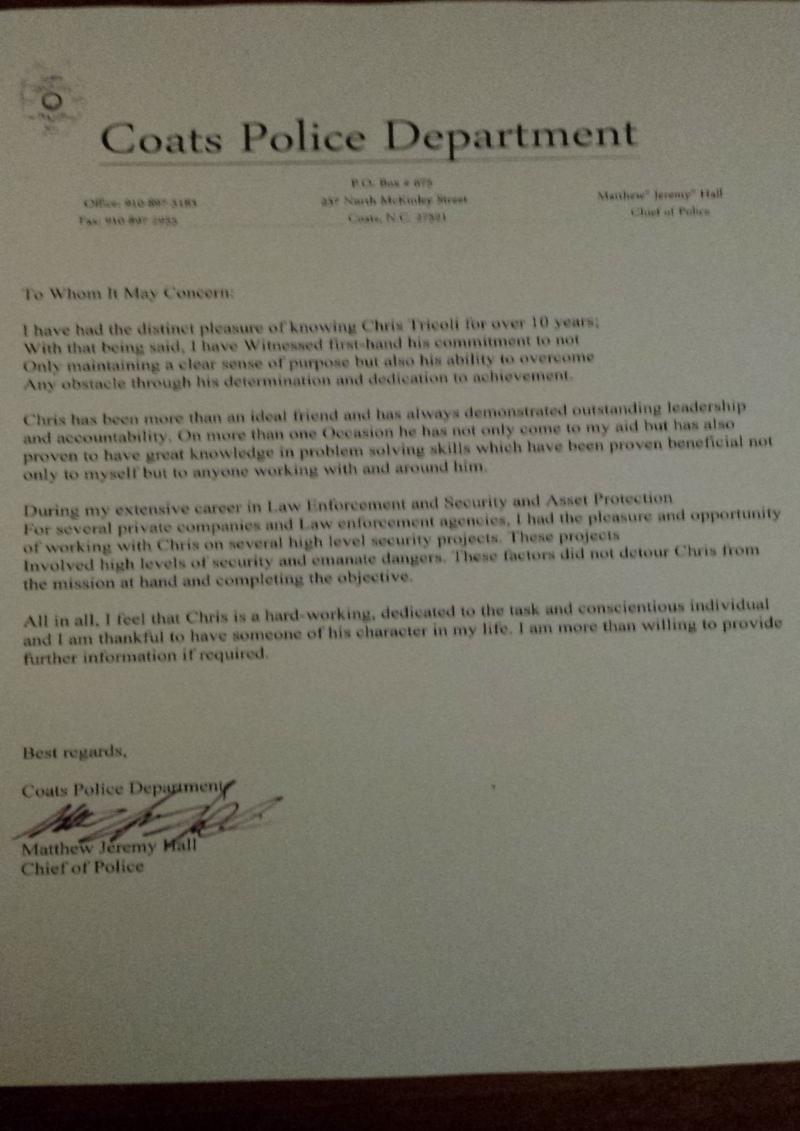 Coats Police Department
P.O. Box # 675
Office: 910-897-5183
237 North McKinley Street
Matthew" Jeremy" Hall
Fax: 910-897-2933
Coats, N.C. 27521
Chief of Police
To Whom It May Concern:
I have had the distinct pleasure of knowing Chris Tricoli for over 10 years;
With that being said, I have Witnessed first-hand his commitment to not
Only maintaining a clear sense of purpose but also his ability to overcome
Any obstacle through his determination and dedication to achievement.
Chris has been more than an ideal friend and has always demonstrated outstanding leadership
and accountability. On more than one Occasion he has not only come to my aid but has also
proven to have great knowledge in problem solving skills which have been proven beneficial not
only to myself but to anyone working with and around him.
During my extensive career in Law Enforcement and Security and Asset Protection
For several private companies and Law enforcement agencies, I had the pleasure and opportunity
of working with Chris on several high level security projects. These projects
Involved high levels of security and emanate dangers. These factors did not detour Chris from
the mission at hand and completing the objective.
All in all, I feel that Chris is a hard-working, dedicated to the task and conscientious individual
and I am thankful to have someone of his character in my life. I am more than willing to provide
further information if required.
Best regards,
Coats Police Department
Matthew Jeremy Hall
Chief of Police